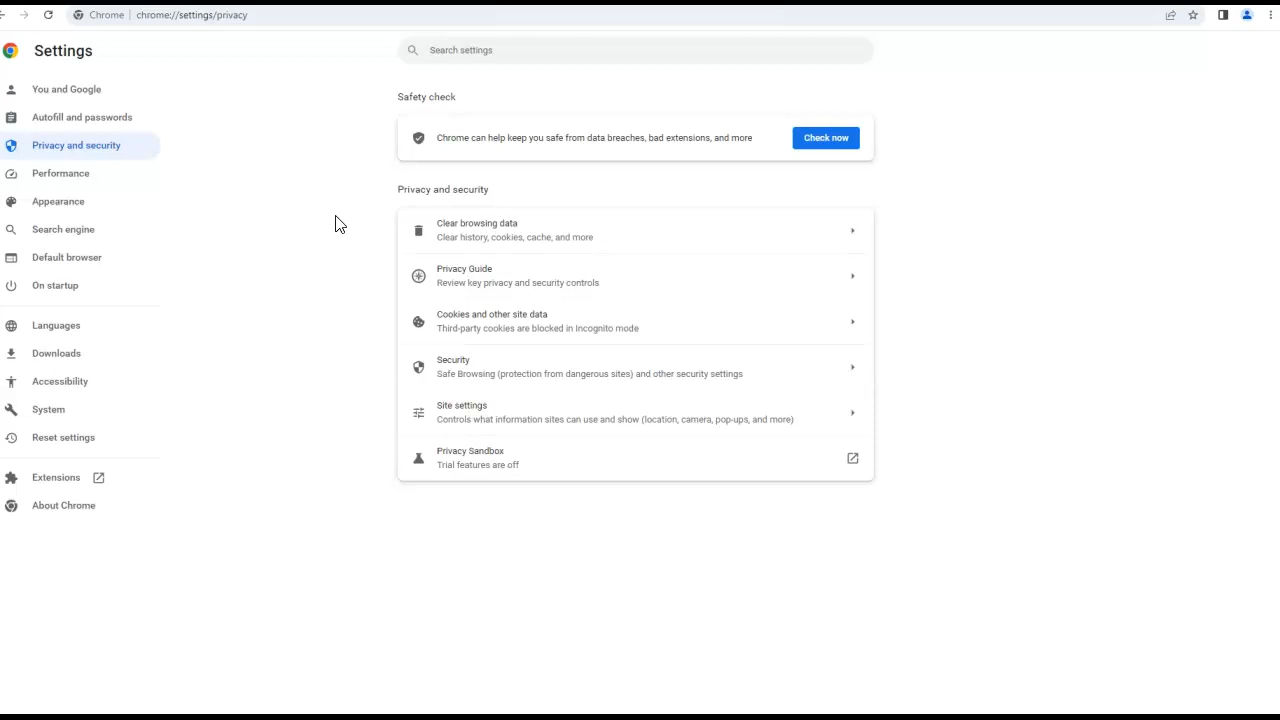 Chrome | chrome://settings/privacy
Settings
Search settings
You and Google
Autofill and passwords
Privacy and security
Performance
Appearance
Search engine
Default browser
On startup
Languages
Downloads
Accessibility
System
Reset settings
Extensions
About Chrome
Safety check
Chrome can help keep you safe from data breaches, bad extensions, and more
Check now
Privacy and security
Clear browsing data
Clear history, cookies, cache, and more
Privacy Guide
Review key privacy and security controls
Cookies and other site data
Third-party cookies are blocked in Incognito mode
Security
Safe Browsing (protection from dangerous sites) and other security settings
Site settings
Controls what information sites can use and show (location, camera, pop-ups, and more)
Privacy Sandbox
Trial features are off